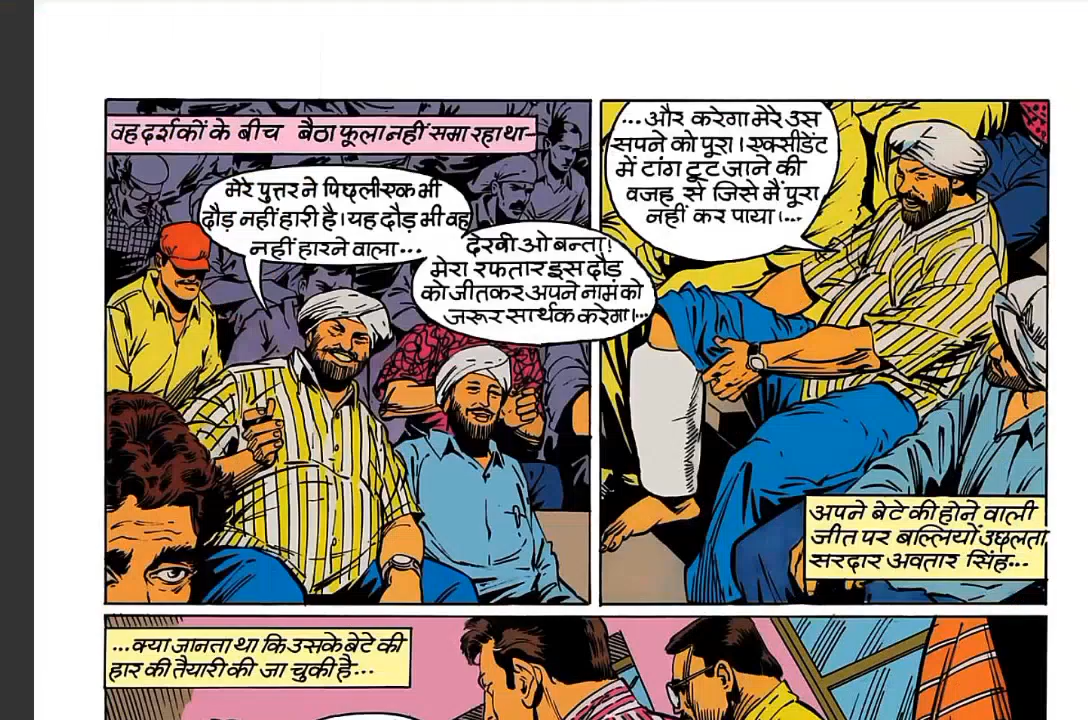 वह दर्शकों के बीच बैठा फूला नहीं समा रहा था—
मेरे पुत्तर ने पिछली एक भी
दौड़ नहीं हारी है। यह दौड़ भी वह
नहीं हारने वाला...
देखी ओ बन्ता!
मेरा रफतार इस दौड़
को जीतकर अपने नाम को
जरूर सार्थक करेगा।...
...और करेगा मेरे उस
सपने को पूरा। एक्सीडेंट
में टांग टूट जाने की
वजह से जिसे मैं पूरा
नहीं कर पाया।...
अपने बेटे की होने वाली
जीत पर बल्लियों उछलता
सरदार अवतार सिंह...
...क्या जानता था कि उसके बेटे की
हार की तैयारी की जा चुकी है...